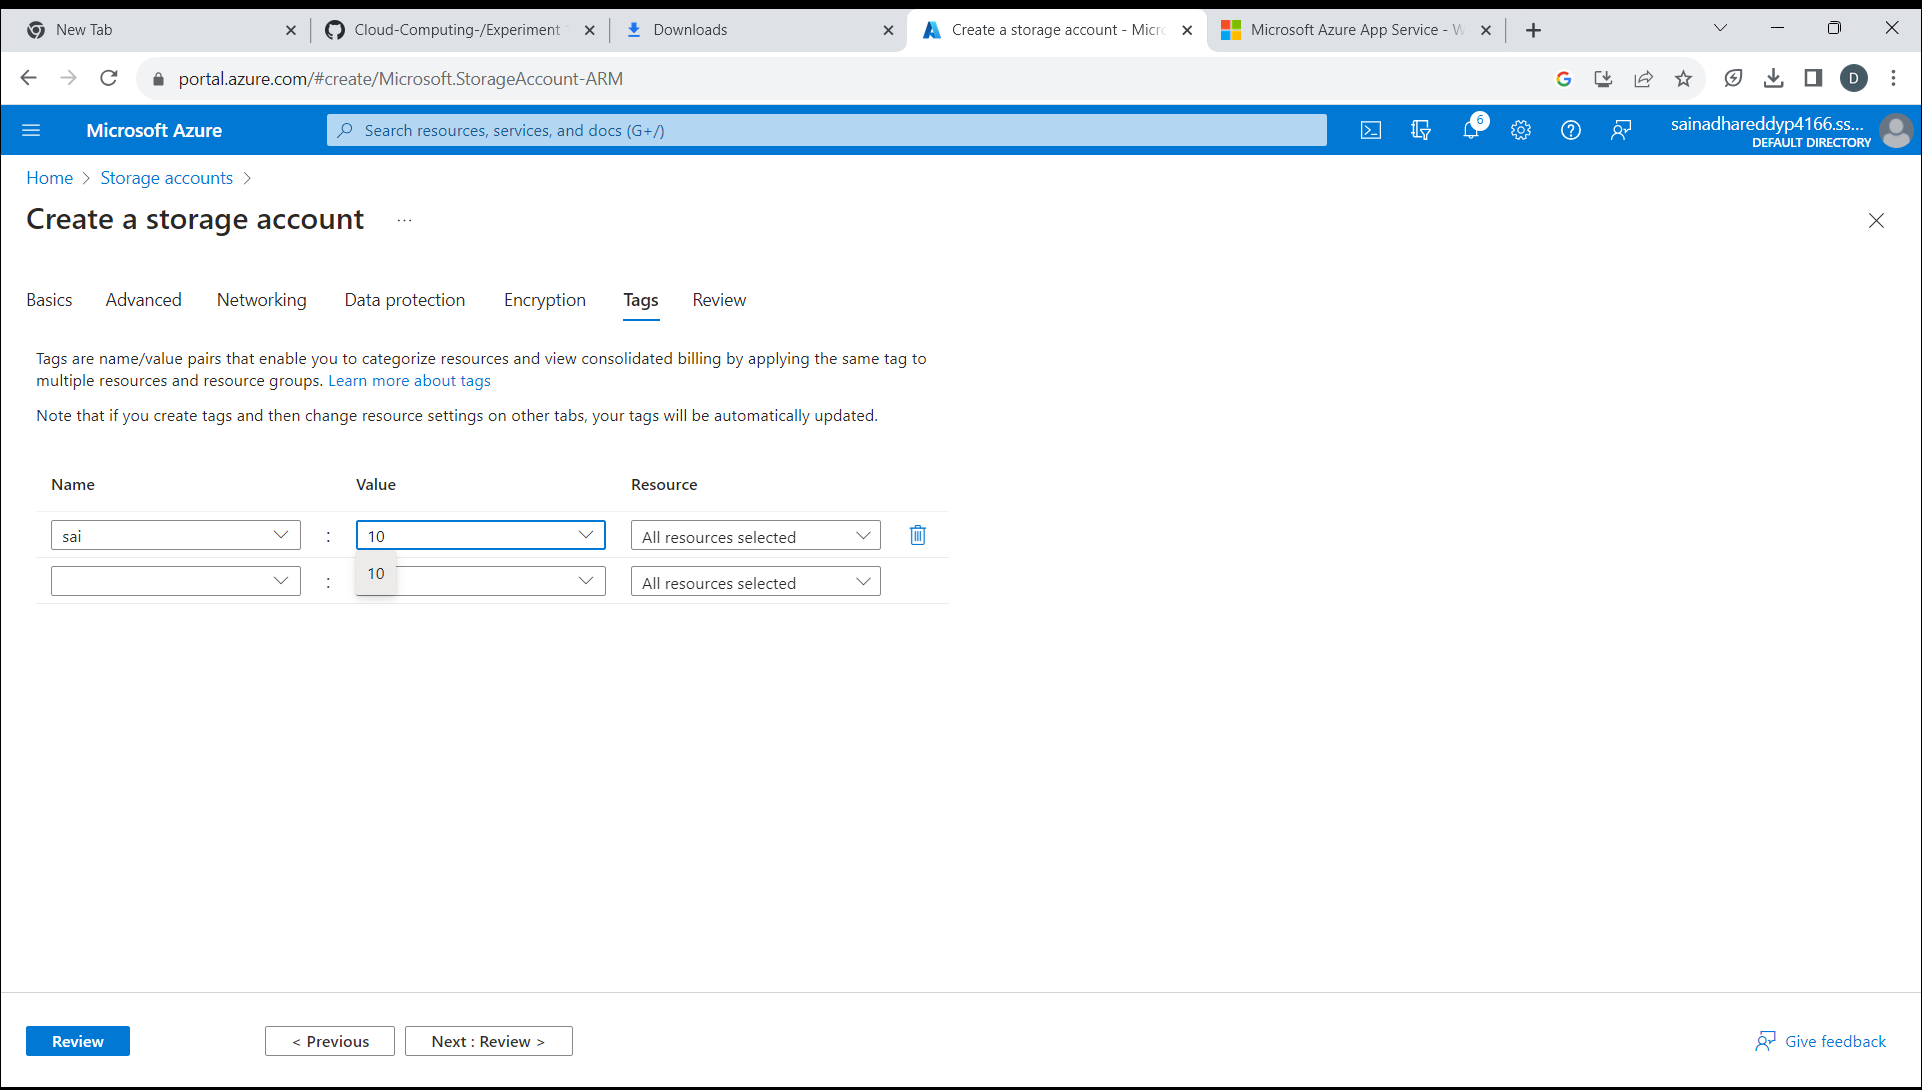 New Tab
Cloud-Computing-/Experiment
Downloads
Create a storage account - Micro
Microsoft Azure App Service - W
portal.azure.com/#create/Microsoft.StorageAccount-ARM
D
Microsoft Azure
Search resources, services, and docs (G+/)
6
sainadhareddyp4166.ss...
DEFAULT DIRECTORY
Home > Storage accounts >
Create a storage account ...
Basics Advanced Networking Data protection Encryption Tags Review
Tags are name/value pairs that enable you to categorize resources and view consolidated billing by applying the same tag to
multiple resources and resource groups. Learn more about tags
Note that if you create tags and then change resource settings on other tabs, your tags will be automatically updated.
Name Value Resource
sai : 10 All resources selected
10
: All resources selected
Review < Previous Next : Review > Give feedback